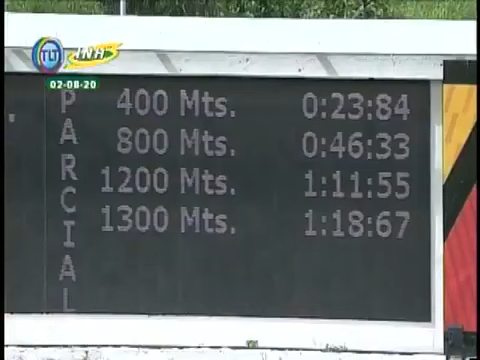 TLT INH
02-08-20
PARCIAL
400 Mts. 0:23:84
800 Mts. 0:46:33
1200 Mts. 1:11:55
1300 Mts. 1:18:67